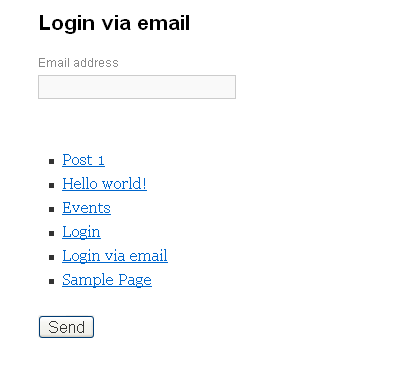 Login via email
Email address
Post 1
Hello world!
Events
Login
Login via email
Sample Page
Send